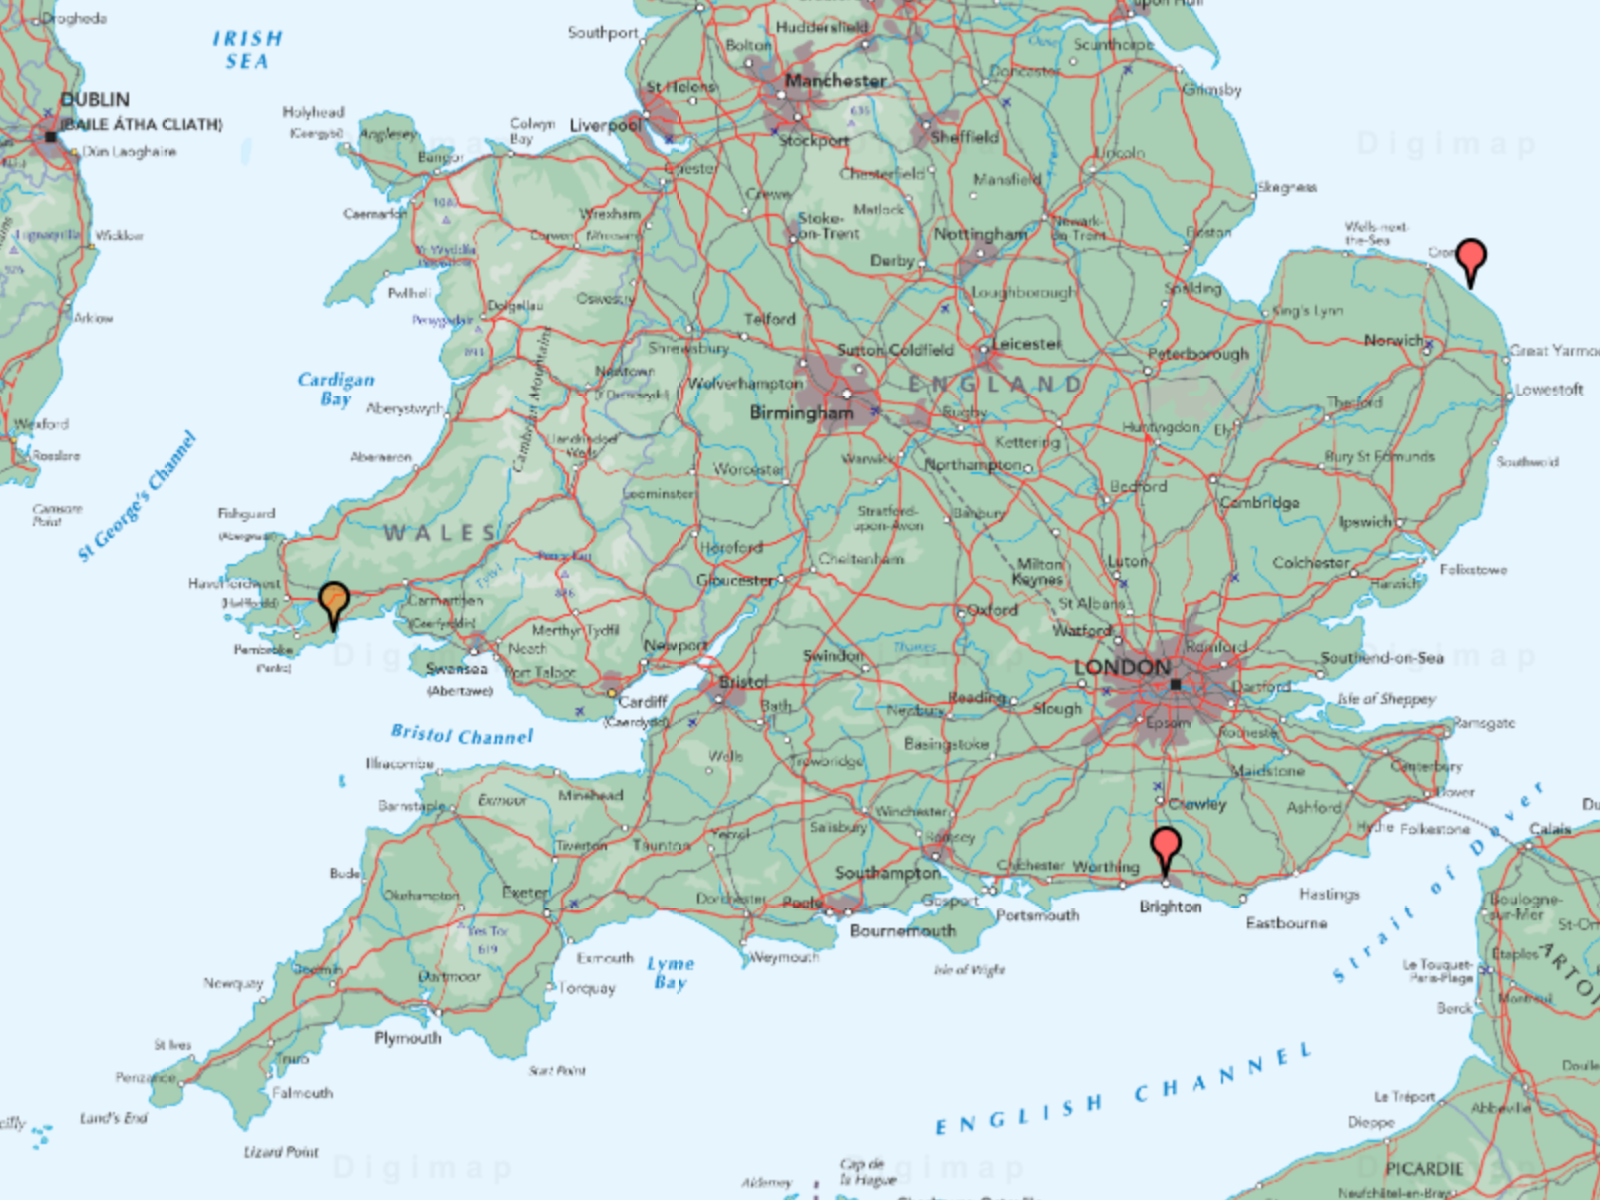 Drogheda
IRISH
SEA
DUBLIN
(BAILE ÁTHA CLIATH)
Dún Laoghaire
Wicklow
Arklow
Wexford
Rosslare
Carnsore
Point
St George's Channel
Cardigan
Bay
Southport
Bolton
Huddersfield
Scunthorpe
Doncaster
Grimsby
Manchester
St Helens
Liverpool
Stockport
Sheffield
Holyhead
(Caergybi)
Anglesey
Bangor
Colwyn
Bay
Caernarfon
Chester
Chesterfield
Mansfield
Lincoln
Skegness
Crewe
Matlock
Wrexham
Corwen
Stoke-
on-Trent
Nottingham
Newark-
on-Trent
Boston
Derby
Wells-next-
the-Sea
Yr Wyddfa
Pwllheli
Dolgellau
Oswestry
Loughborough
Spalding
King's Lynn
Norwich
Great Yarmo
Lowestoft
Telford
Shrewsbury
Sutton Coldfield
Leicester
Peterborough
Newtown
Wolverhampton
ENGLAND
Birmingham
Rugby
Thetford
Aberystwyth
Cambrian Mountains
Kettering
Huntingdon
Ely
Llandrindod
Wells
Aberaeron
Worcester
Warwick
Northampton
Bury St Edmunds
Southwold
Leominster
Bedford
Cambridge
Stratford-
upon-Avon
Banbury
Ipswich
Fishguard
WALES
Hereford
Cheltenham
Milton
Keynes
Luton
Colchester
Harwich
Felixstowe
Gloucester
Haverfordwest
Carmarthen
(Caerfyrddin)
Oxford
St Albans
Watford
Romford
Merthyr Tydfil
Newport
Pembroke
(Penfro)
Neath
Swansea
(Abertawe)
Port Talbot
Swindon
Thames
LONDON
Southend-on-Sea
Cardiff
(Caerdydd)
Bristol
Bath
Reading
Slough
Dartford
Isle of Sheppey
Newbury
Epsom
Rochester
Ramsgate
Bristol Channel
Basingstoke
Canterbury
Wells
Trowbridge
Maidstone
Dover
Ilfracombe
Exmoor
Minehead
Barnstaple
Winchester
Crawley
Ashford
Salisbury
Romsey
Hythe
Folkestone
Calais
Yeovil
Tiverton
Taunton
Strait of Dover
Bude
Southampton
Chichester
Worthing
Okehampton
Exeter
Dorchester
Poole
Gosport
Portsmouth
Brighton
Hastings
Eastbourne
Boulogne-
sur-Mer
Yes Tor
619
Bournemouth
Exmouth
Lyme
Bay
Weymouth
Isle of Wight
Étaples
Le Touquet-
Paris-Plage
Montreuil
Berck
ARTO
Bodmin
Dartmoor
Newquay
Torquay
Plymouth
St Ives
Truro
Penzance
Falmouth
Start Point
Land's End
Lizard Point
ENGLISH CHANNEL
Le Tréport
Abbeville
Dieppe
PICARDIE
Neufchâtel-en-Bray
Cap de
la Hague
Alderney
Digimap